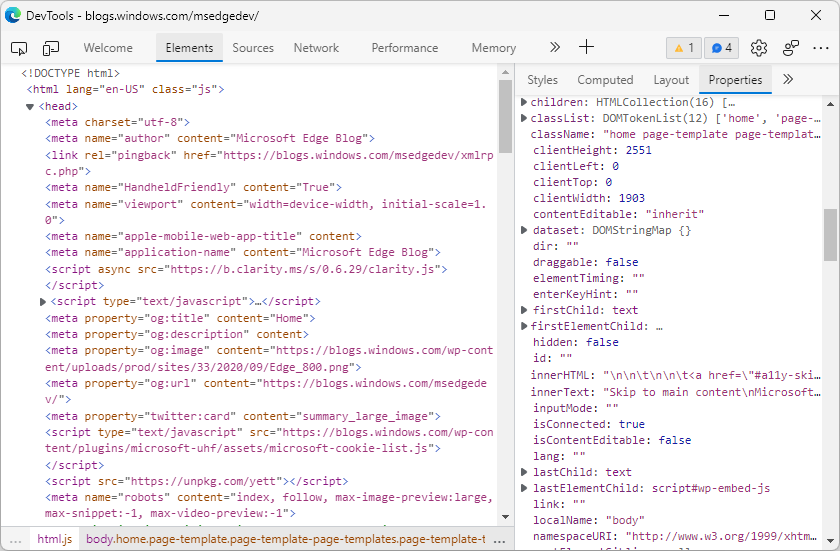 DevTools - blogs.windows.com/msedgedev/
Welcome Elements Sources Network Performance Memory 1 4
<!DOCTYPE html>
<html lang="en-US" class="js">
<head>
<meta charset="utf-8">
<meta name="author" content="Microsoft Edge Blog">
<link rel="pingback" href="https://blogs.windows.com/msedgedev/xmlrp
c.php">
<meta name="HandheldFriendly" content="True">
<meta name="viewport" content="width=device-width, initial-scale=1.
0">
<meta name="apple-mobile-web-app-title" content>
<meta name="application-name" content="Microsoft Edge Blog">
<script async src="https://b.clarity.ms/s/0.6.29/clarity.js">
</script>
<script type="text/javascript">…</script>
<meta property="og:title" content="Home">
<meta property="og:description" content>
<meta property="og:image" content="https://blogs.windows.com/wp-cont
ent/uploads/prod/sites/33/2020/09/Edge_800.png">
<meta property="og:url" content="https://blogs.windows.com/msedgede
v/">
<meta property="twitter:card" content="summary_large_image">
<script type="text/javascript" src="https://blogs.windows.com/wp-con
tent/plugins/microsoft-uhf/assets/microsoft-cookie-list.js">
</script>
<script src="https://unpkg.com/yett"></script>
<meta name="robots" content="index, follow, max-image-preview:large,
max-snippet:-1, max-video-preview:-1">
... html.js body.home.page-template.page-template-page-templates.page-template-t ...
Styles Computed Layout Properties
children: HTMLCollection(16) […
classList: DOMTokenList(12) ['home', 'page-…
className: "home page-template page-templat…
clientHeight: 2551
clientLeft: 0
clientTop: 0
clientWidth: 1903
contentEditable: "inherit"
dataset: DOMStringMap {}
dir: ""
draggable: false
elementTiming: ""
enterKeyHint: ""
firstChild: text
firstElementChild: …
hidden: false
id: ""
innerHTML: "\n\n\t\n\n\t<a href=\"#a11y-ski…
innerText: "Skip to main content\nMicrosoft…
inputMode: ""
isConnected: true
isContentEditable: false
lang: ""
lastChild: text
lastElementChild: script#wp-embed-js
link: ""
localName: "body"
namespaceURI: "http://www.w3.org/1999/xhtm…